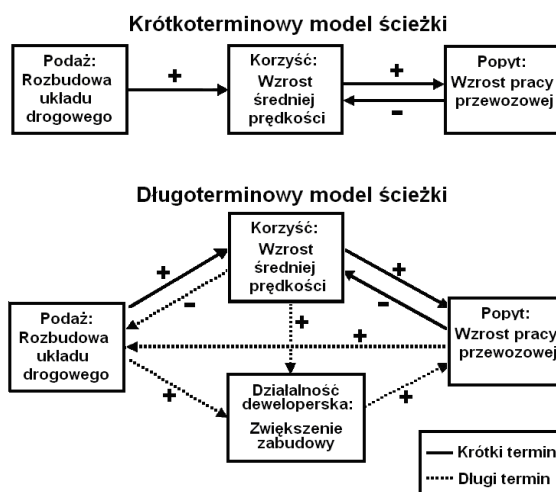 Krótkoterminowy model ścieżki
Podaż:
Rozbudowa
układu
drogowego
+
Korzyść:
Wzrost
średniej
prędkości
+
-
Popyt:
Wzrost pracy
przewozowej
Długoterminowy model ścieżki
Korzyść:
Wzrost
średniej
prędkości
+
-
+
+
-
+
Podaż:
Rozbudowa
układu
drogowego
Popyt:
Wzrost pracy
przewozowej
+
+
Działalność
deweloperska:
Zwiększenie
zabudowy
Krótki termin
Długi termin